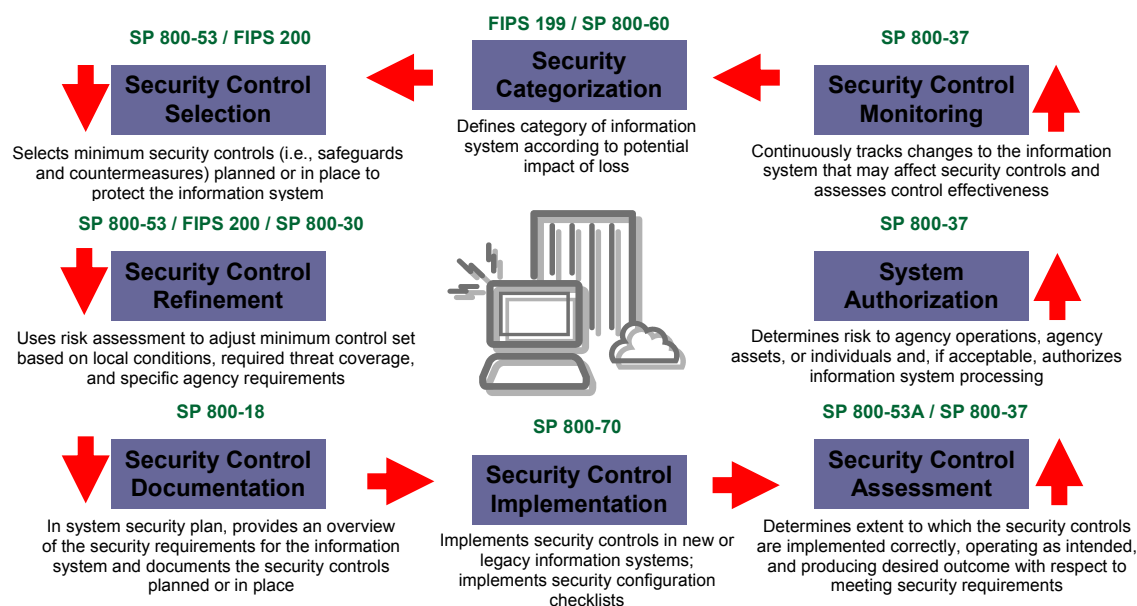 SP 800-53 / FIPS 200
Security Control
Selection
Selects minimum security controls (i.e., safeguards
and countermeasures) planned or in place to
protect the information system
FIPS 199 / SP 800-60
Security
Categorization
Defines category of information
system according to potential
impact of loss
SP 800-37
Security Control
Monitoring
Continuously tracks changes to the information
system that may affect security controls and
assesses control effectiveness
SP 800-53 / FIPS 200 / SP 800-30
Security Control
Refinement
Uses risk assessment to adjust minimum control set
based on local conditions, required threat coverage,
and specific agency requirements
SP 800-37
System
Authorization
Determines risk to agency operations, agency
assets, or individuals and, if acceptable, authorizes
information system processing
SP 800-18
Security Control
Documentation
In system security plan, provides an overview
of the security requirements for the information
system and documents the security controls
planned or in place
SP 800-70
Security Control
Implementation
Implements security controls in new or
legacy information systems;
implements security configuration
checklists
SP 800-53A / SP 800-37
Security Control
Assessment
Determines extent to which the security controls
are implemented correctly, operating as intended,
and producing desired outcome with respect to
meeting security requirements